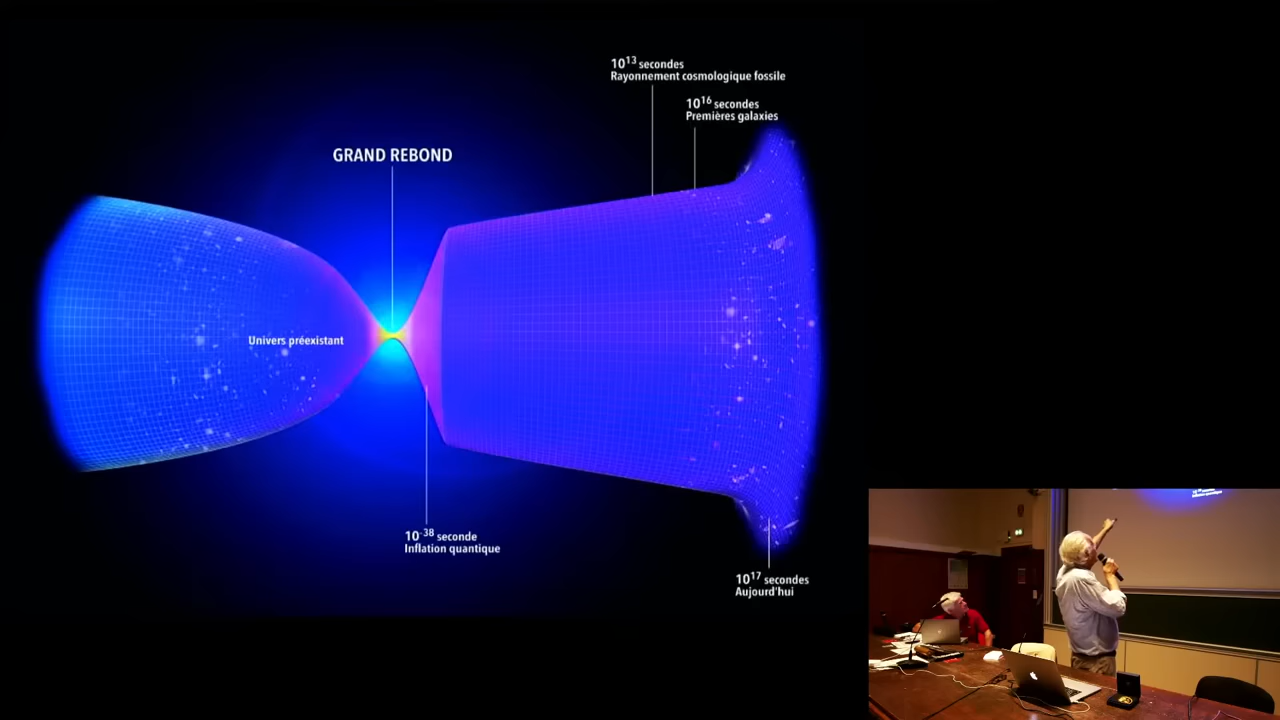 10¹³ secondes
Rayonnement cosmologique fossile
10¹⁶ secondes
Premières galaxies
GRAND REBOND
Univers préexistant
10⁻³⁸ seconde
Inflation quantique
10¹⁷ secondes
Aujourd'hui